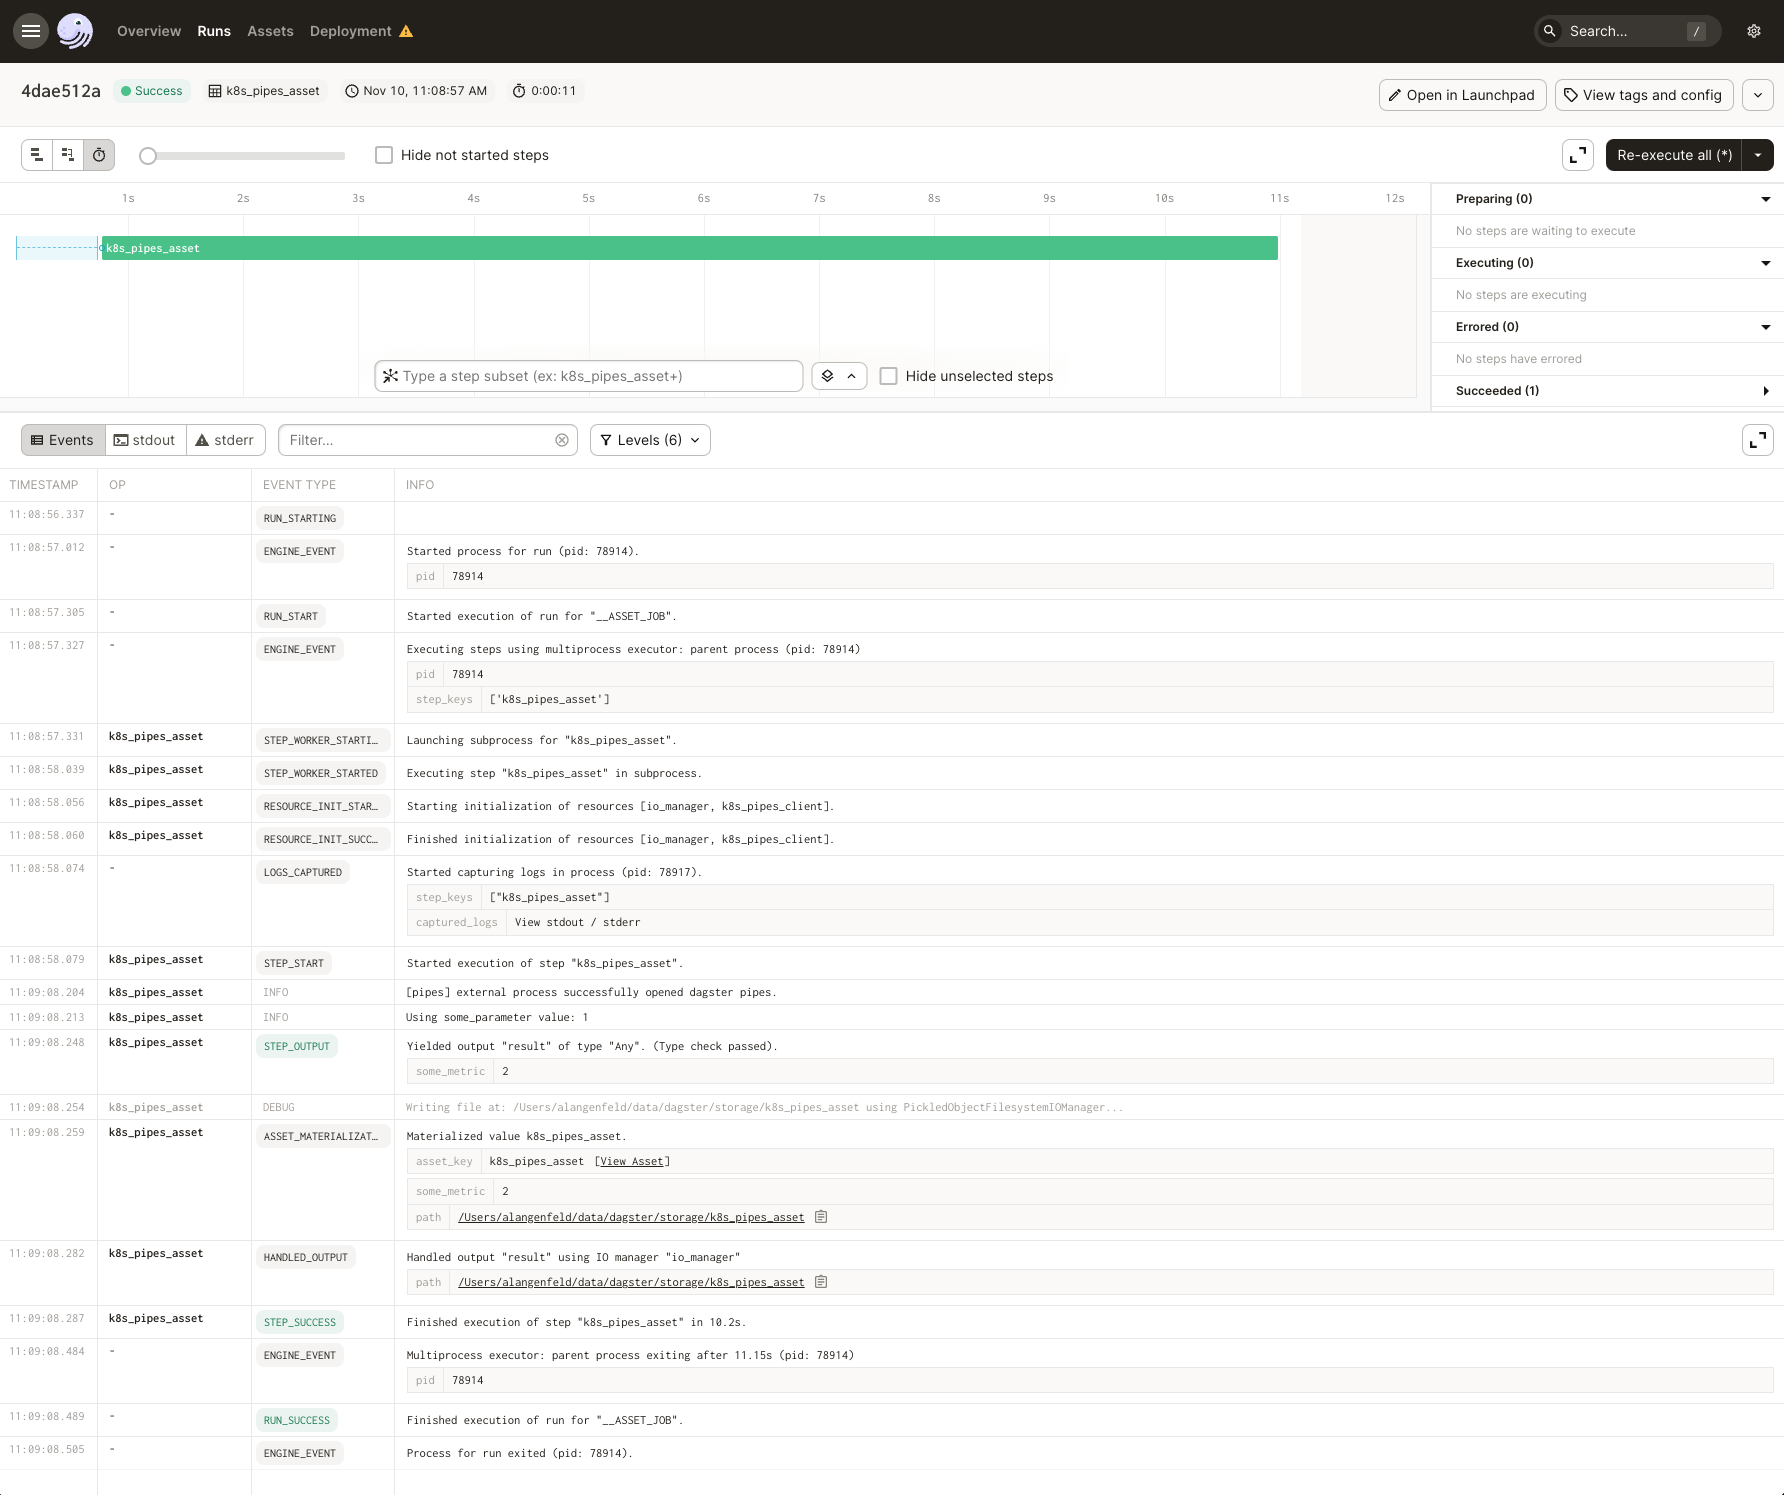 Overview Runs Assets Deployment Search... /
4dae512a Success k8s_pipes_asset Nov 10, 11:08:57 AM 0:00:11 Open in Launchpad View tags and config
Hide not started steps Re-execute all (*)
1s 2s 3s 4s 5s 6s 7s 8s 9s 10s 11s 12s
k8s_pipes_asset
Preparing (0)
No steps are waiting to execute
Executing (0)
No steps are executing
Errored (0)
No steps have errored
Succeeded (1)
Type a step subset (ex: k8s_pipes_asset+) Hide unselected steps
Events stdout stderr Filter... Levels (6)
TIMESTAMP OP EVENT TYPE INFO
11:08:56.337 - RUN_STARTING
11:08:57.012 - ENGINE_EVENT Started process for run (pid: 78914).
pid 78914
11:08:57.305 - RUN_START Started execution of run for "__ASSET_JOB".
11:08:57.327 - ENGINE_EVENT Executing steps using multiprocess executor: parent process (pid: 78914)
pid 78914
step_keys ['k8s_pipes_asset']
11:08:57.331 k8s_pipes_asset STEP_WORKER_STARTI… Launching subprocess for "k8s_pipes_asset".
11:08:58.039 k8s_pipes_asset STEP_WORKER_STARTED Executing step "k8s_pipes_asset" in subprocess.
11:08:58.056 k8s_pipes_asset RESOURCE_INIT_STAR… Starting initialization of resources [io_manager, k8s_pipes_client].
11:08:58.060 k8s_pipes_asset RESOURCE_INIT_SUCC… Finished initialization of resources [io_manager, k8s_pipes_client].
11:08:58.074 - LOGS_CAPTURED Started capturing logs in process (pid: 78917).
step_keys ["k8s_pipes_asset"]
captured_logs View stdout / stderr
11:08:58.079 k8s_pipes_asset STEP_START Started execution of step "k8s_pipes_asset".
11:09:08.204 k8s_pipes_asset INFO [pipes] external process successfully opened dagster pipes.
11:09:08.213 k8s_pipes_asset INFO Using some_parameter value: 1
11:09:08.248 k8s_pipes_asset STEP_OUTPUT Yielded output "result" of type "Any". (Type check passed).
some_metric 2
11:09:08.254 k8s_pipes_asset DEBUG Writing file at: /Users/alangenfeld/data/dagster/storage/k8s_pipes_asset using PickledObjectFilesystemIOManager...
11:09:08.259 k8s_pipes_asset ASSET_MATERIALIZAT… Materialized value k8s_pipes_asset.
asset_key k8s_pipes_asset [View Asset]
some_metric 2
path /Users/alangenfeld/data/dagster/storage/k8s_pipes_asset
11:09:08.282 k8s_pipes_asset HANDLED_OUTPUT Handled output "result" using IO manager "io_manager"
path /Users/alangenfeld/data/dagster/storage/k8s_pipes_asset
11:09:08.287 k8s_pipes_asset STEP_SUCCESS Finished execution of step "k8s_pipes_asset" in 10.2s.
11:09:08.484 - ENGINE_EVENT Multiprocess executor: parent process exiting after 11.15s (pid: 78914)
pid 78914
11:09:08.489 - RUN_SUCCESS Finished execution of run for "__ASSET_JOB".
11:09:08.505 - ENGINE_EVENT Process for run exited (pid: 78914).